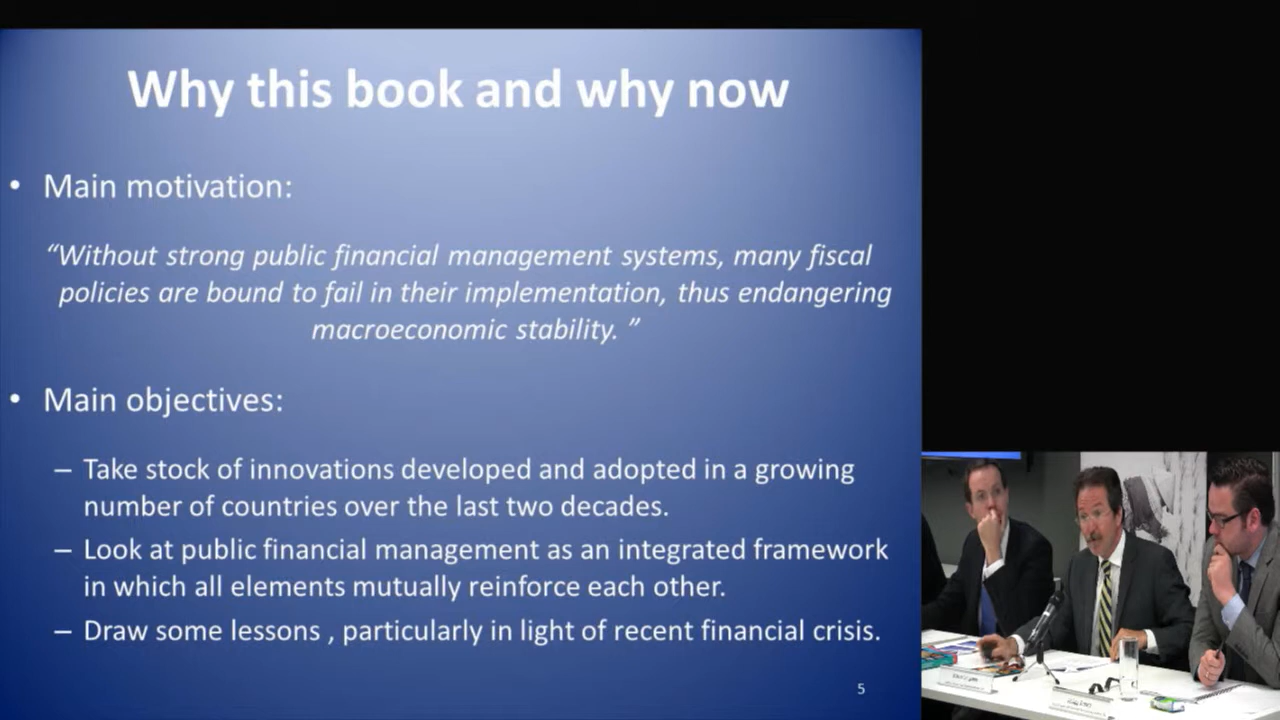 Why this book and why now
• Main motivation:
“Without strong public financial management systems, many fiscal
policies are bound to fail in their implementation, thus endangering
macroeconomic stability. ”
• Main objectives:
– Take stock of innovations developed and adopted in a growing
number of countries over the last two decades.
– Look at public financial management as an integrated framework
in which all elements mutually reinforce each other.
– Draw some lessons , particularly in light of recent financial crisis.
5